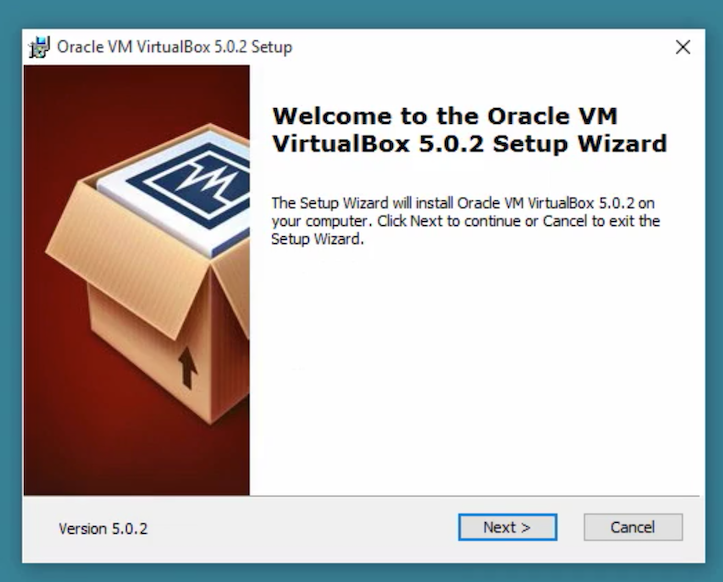 Oracle VM VirtualBox 5.0.2 Setup
Welcome to the Oracle VM
VirtualBox 5.0.2 Setup Wizard
The Setup Wizard will install Oracle VM VirtualBox 5.0.2 on
your computer. Click Next to continue or Cancel to exit the
Setup Wizard.
Version 5.0.2
Next >
Cancel